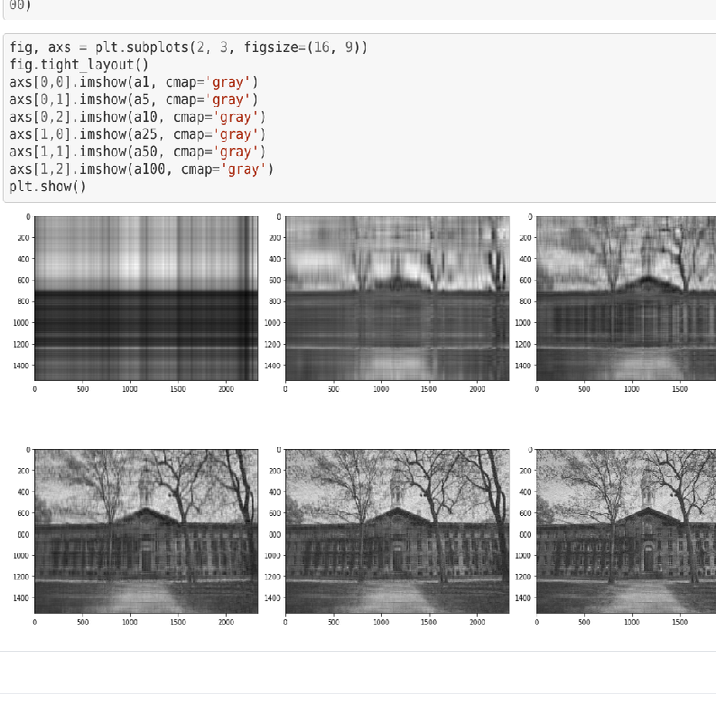 00)
fig, axs = plt.subplots(2, 3, figsize=(16, 9))
fig.tight_layout()
axs[0,0].imshow(a1, cmap='gray')
axs[0,1].imshow(a5, cmap='gray')
axs[0,2].imshow(a10, cmap='gray')
axs[1,0].imshow(a25, cmap='gray')
axs[1,1].imshow(a50, cmap='gray')
axs[1,2].imshow(a100, cmap='gray')
plt.show()
0 0 0
200 200 200
400 400 400
600 600 600
800 800 800
1000 1000 1000
1200 1200 1200
1400 1400 1400
0 500 1000 1500 2000 0 500 1000 1500 2000 0 500 1000 1500
0 0 0
200 200 200
400 400 400
600 600 600
800 800 800
1000 1000 1000
1200 1200 1200
1400 1400 1400
0 500 1000 1500 2000 0 500 1000 1500 2000 0 500 1000 1500